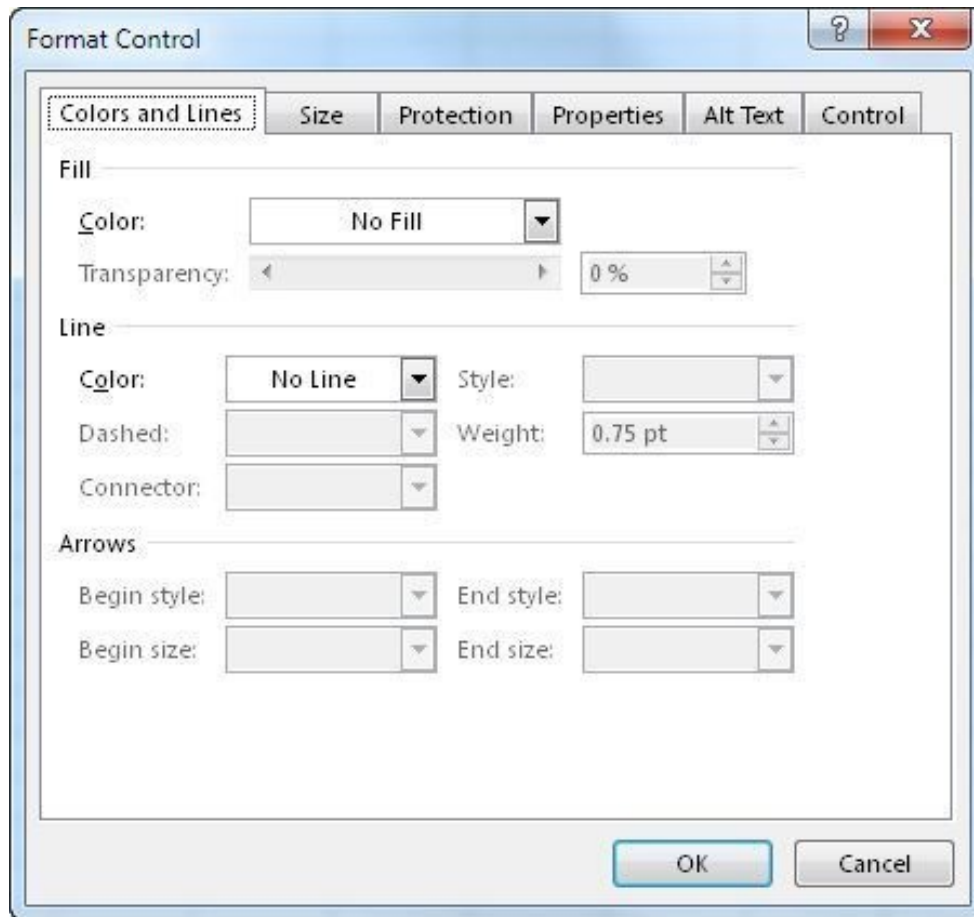 Format Control
Colors and Lines Size Protection Properties Alt Text Control
Fill
Color: No Fill
Transparency: 0 %
Line
Color: No Line Style:
Dashed: Weight: 0.75 pt
Connector:
Arrows
Begin style: End style:
Begin size: End size:
OK Cancel